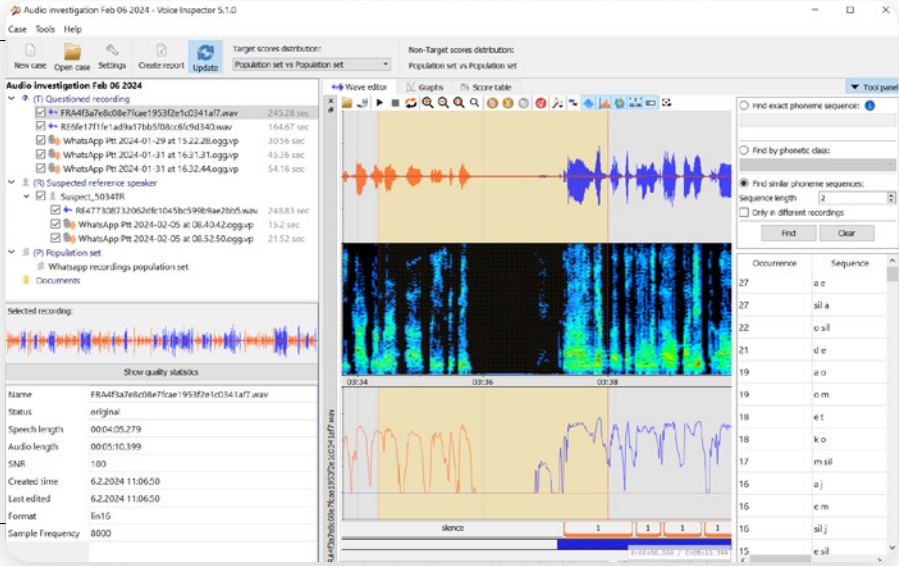 Audio investigation Feb 06 2024 - Voice Inspector 5.1.0
Case Tools Help
New case Open case Settings Create report Update
Target scores distribution:
Population set vs Population set
Non-Target scores distribution:
Population set vs Population set
Audio investigation Feb 06 2024
(T) Questioned recording
FRA4f3a7e8c08e7fcae1953f2e1c0341af7.wav 245.28 sec
RE6fe17f1fe1ad9a17bb5f08cc6fc9d340.wav 164.67 sec
WhatsApp Ptt 2024-01-29 at 15.22.28.ogg.vp 30.56 sec
WhatsApp Ptt 2024-01-31 at 16.31.31.ogg.vp 45.36 sec
WhatsApp Ptt 2024-01-31 at 16.32.44.ogg.vp 54.16 sec
(R) Suspected reference speaker
Suspect_5034TR
RE477308732062dfc1045bc599b9ae2bb5.wav 248.83 sec
WhatsApp Ptt 2024-02-05 at 08.40.42.ogg.vp 15.2 sec
WhatsApp Ptt 2024-02-05 at 08.52.50.ogg.vp 21.52 sec
(P) Population set
Whatsapp recordings population set
Documents
Selected recording:
Show quality statistics
Name FRA4f3a7e8c08e7fcae1953f2e1c0341af7.wav
Status original
Speech length 00:04:05.279
Audio length 00:05:10.399
SNR 100
Created time 6.2.2024 11:06:50
Last edited 6.2.2024 11:06:50
Format lin16
Sample Frequency 8000
Wave editor Graphs Score table
03:34 03:36 03:38
silence 1 1 1 1
Tool panel
Find exact phoneme sequence:
Find by phonetic class:
Find similar phoneme sequences:
Sequence length 2
Only in different recordings
Find Clear
Occurrence Sequence
27 a e
27 sil a
22 o sil
21 d e
19 a o
19 o m
18 e t
18 k o
17 m sil
16 a j
16 e m
16 sil j
15 e sil